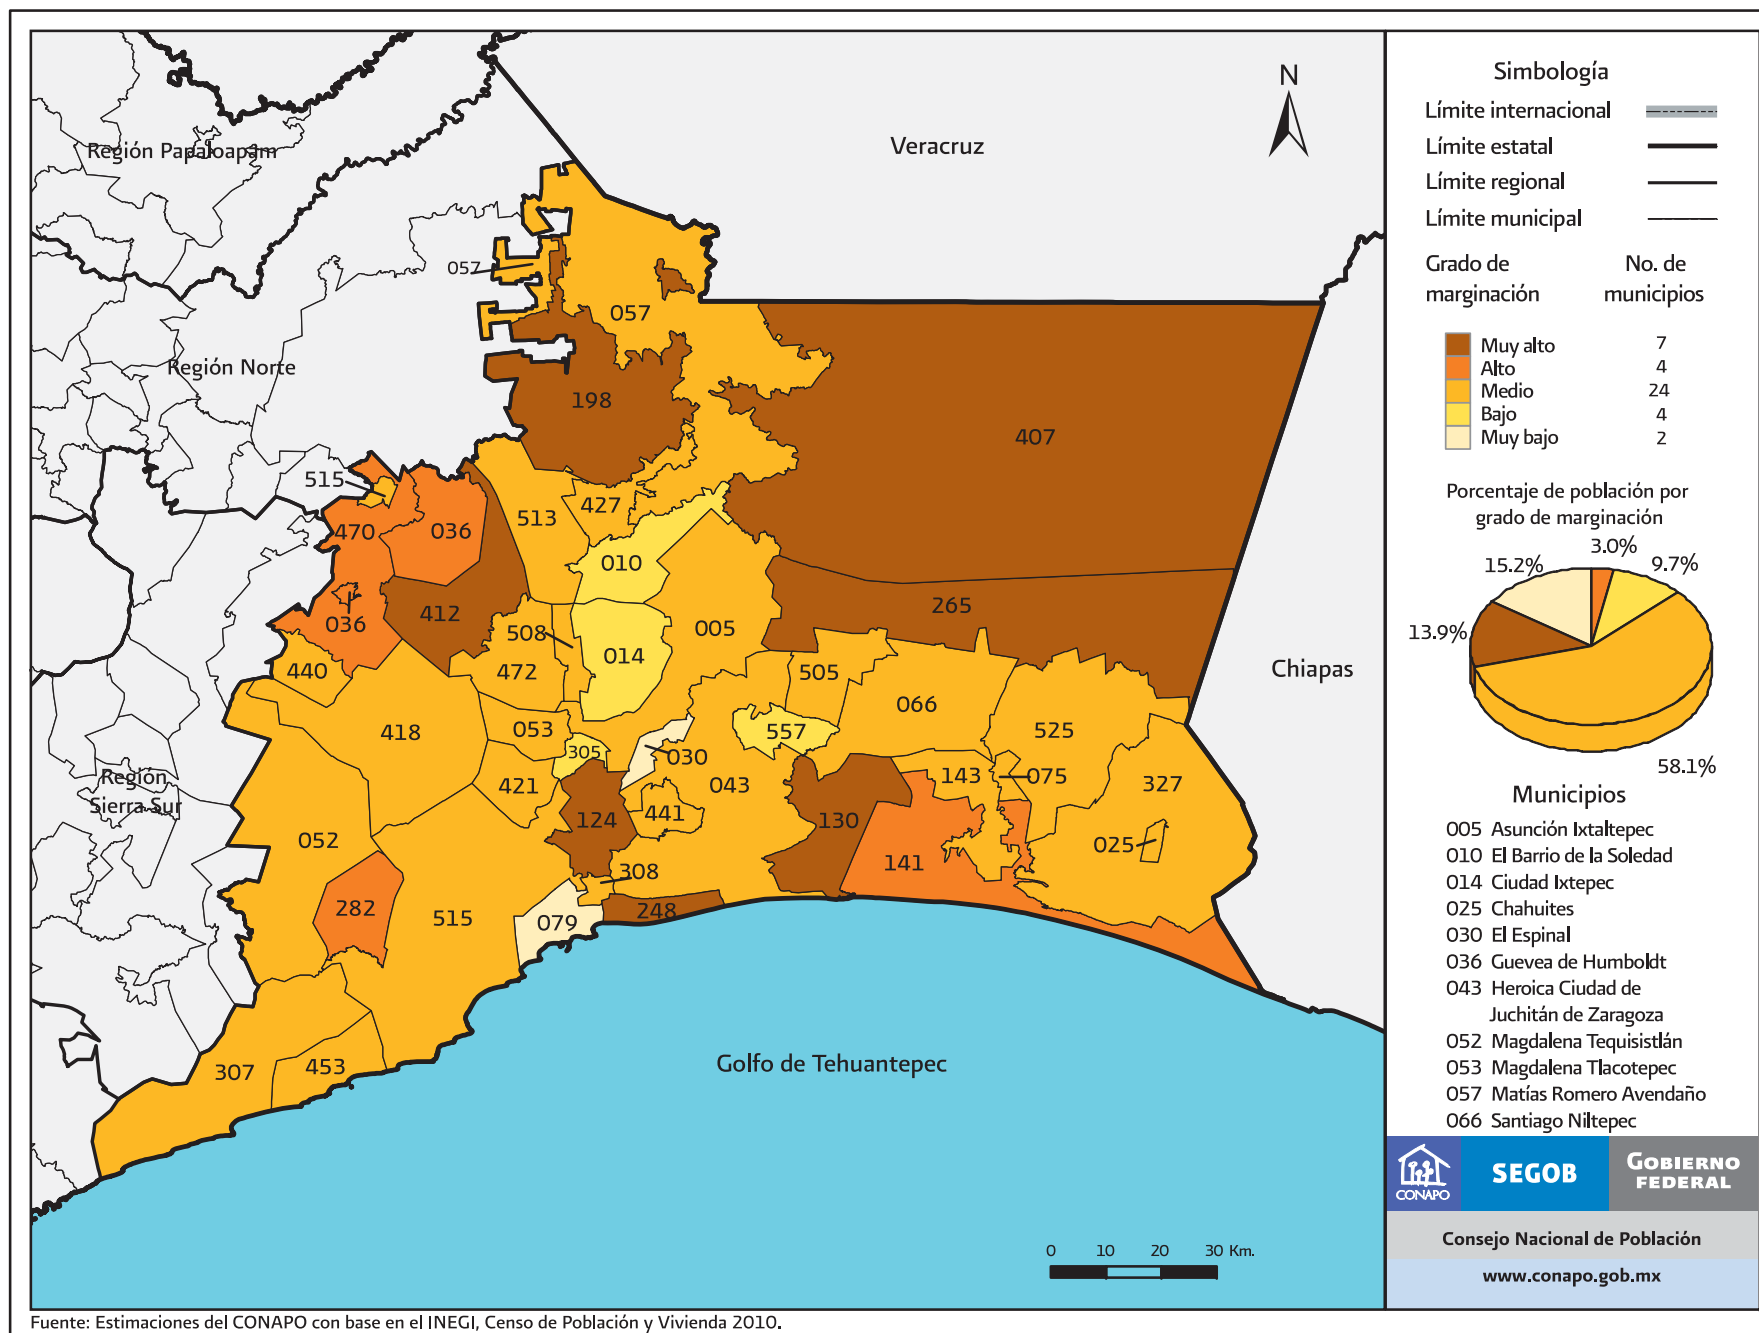 Región Papaloapam
Veracruz
N
Región Norte
Chiapas
Región
Sierra Sur
Golfo de Tehuantepec
057
057
198
407
515
470
036
513
427
010
412
036
508
265
005
014
440
472
505
418
053
066
557
525
305
030
421
043
143
075
327
441
124
130
052
025
141
308
282
515
079
248
307
453
0 10 20 30 Km.
Simbología
Límite internacional
Límite estatal
Límite regional
Límite municipal
Grado de marginación
No. de municipios
Muy alto 7
Alto 4
Medio 24
Bajo 4
Muy bajo 2
Porcentaje de población por
grado de marginación
3.0%
15.2%
9.7%
13.9%
58.1%
Municipios
005 Asunción Ixtaltepec
010 El Barrio de la Soledad
014 Ciudad Ixtepec
025 Chahuites
030 El Espinal
036 Guevea de Humboldt
043 Heroica Ciudad de
Juchitán de Zaragoza
052 Magdalena Tequisistlán
053 Magdalena Tlacotepec
057 Matías Romero Avendaño
066 Santiago Niltepec
CONAPO
SEGOB
GOBIERNO
FEDERAL
Consejo Nacional de Población
www.conapo.gob.mx
Fuente: Estimaciones del CONAPO con base en el INEGI, Censo de Población y Vivienda 2010.